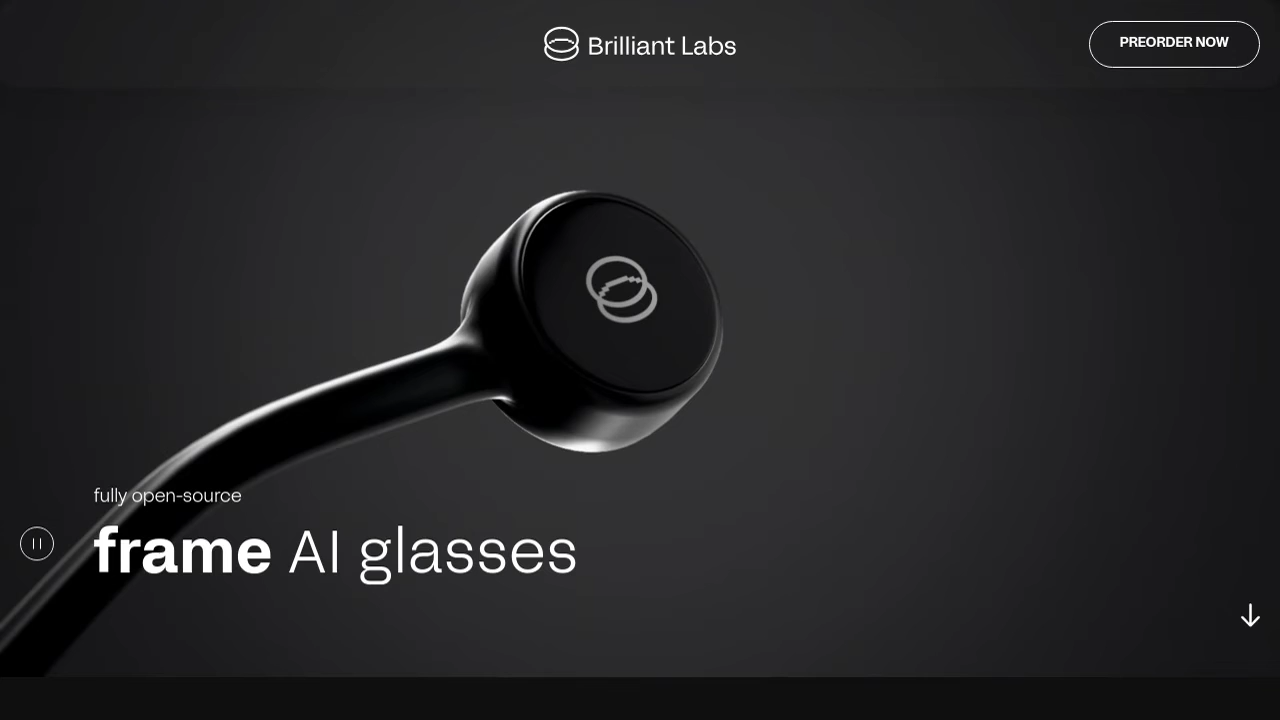 Brilliant Labs
PREORDER NOW
fully open-source
frame AI glasses